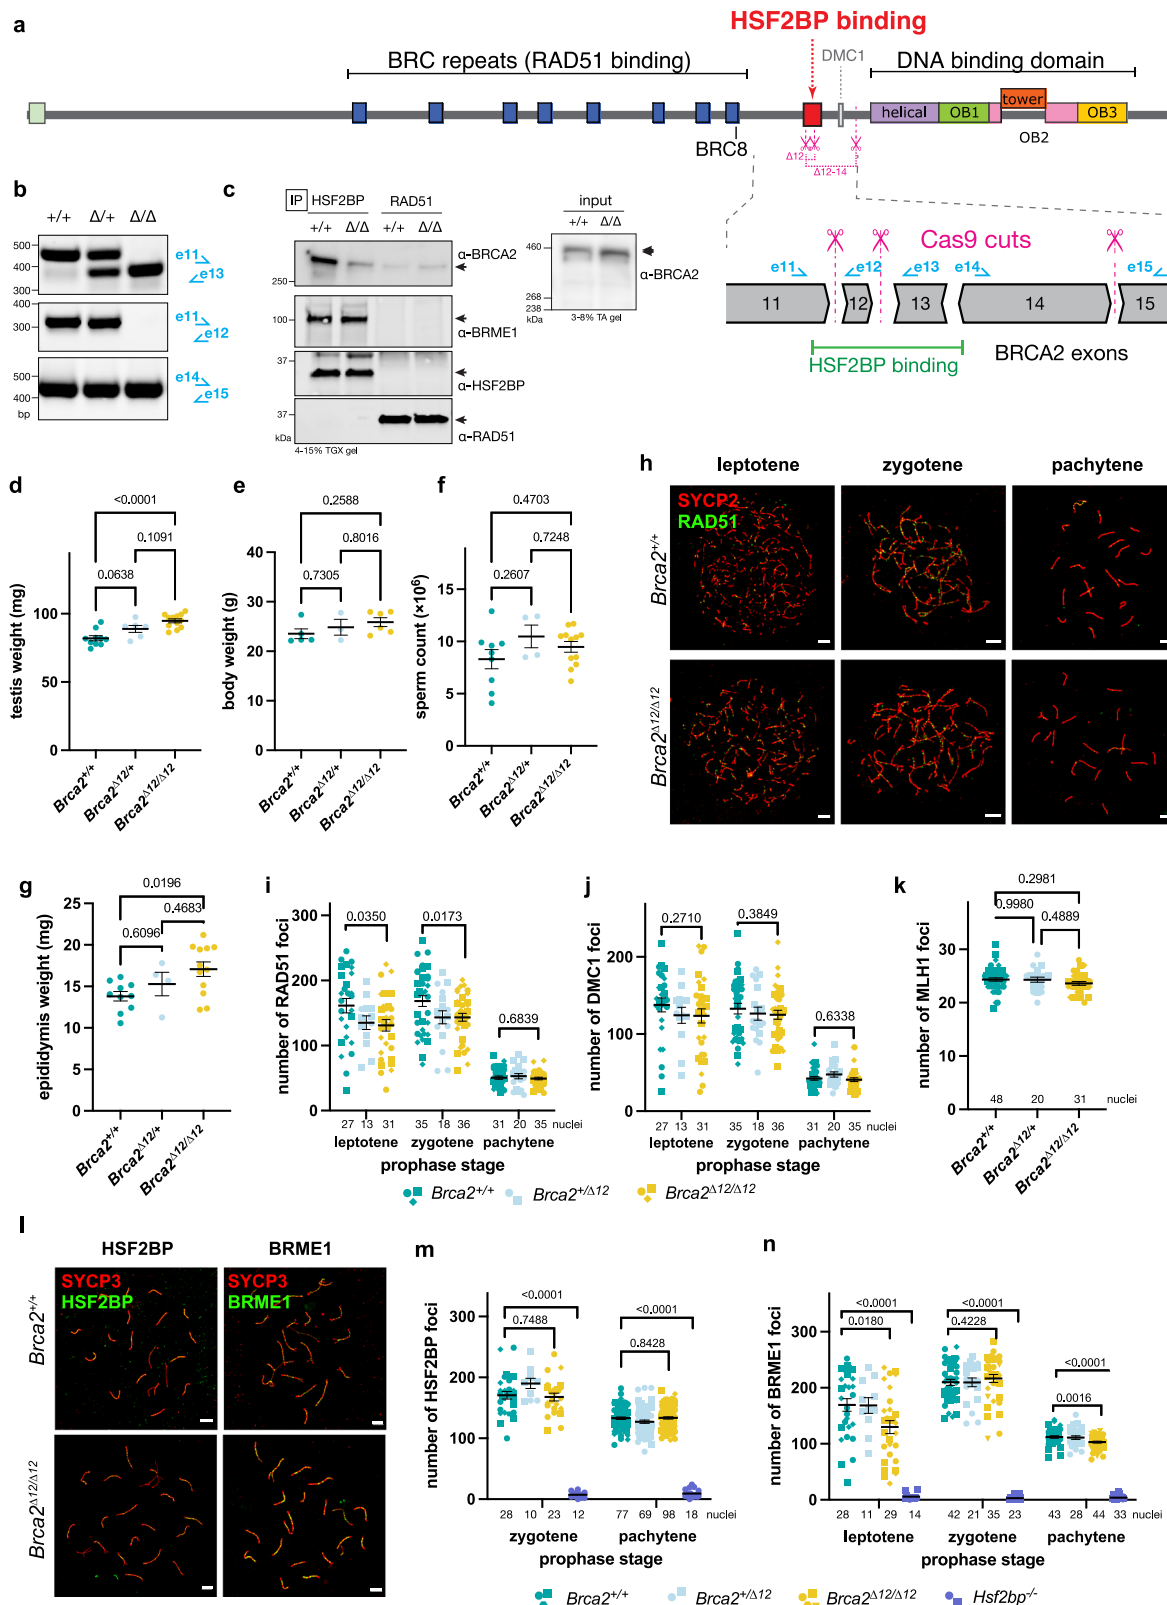 a
HSF2BP binding
BRC repeats (RAD51 binding)
DMC1
DNA binding domain
helical
OB1
tower
OB3
OB2
BRC8
Δ12
Δ12-14
Cas9 cuts
e11
e12
e13
e14
e15
11
12
13
14
15
HSF2BP binding
BRCA2 exons
b
+/+
Δ/+
Δ/Δ
500
400
300
e11
e13
300
e11
e12
500
400
bp
e14
e15
c
IP
HSF2BP
RAD51
+/+
Δ/Δ
+/+
Δ/Δ
250
α-BRCA2
100
α-BRME1
37
α-HSF2BP
37
kDa
α-RAD51
4-15% TGX gel
input
+/+
Δ/Δ
460
α-BRCA2
268
238
kDa
3-8% TA gel
d
<0.0001
0.1091
0.0638
testis weight (mg)
100
50
0
Brca2+/+
Brca2Δ12/+
Brca2Δ12/Δ12
e
0.2588
0.8016
0.7305
body weight (g)
40
30
20
10
0
Brca2+/+
Brca2Δ12/+
Brca2Δ12/Δ12
f
0.4703
0.7248
0.2607
sperm count (×10⁶)
15
10
5
0
Brca2+/+
Brca2Δ12/+
Brca2Δ12/Δ12
h
leptotene
zygotene
pachytene
SYCP2
RAD51
Brca2+/+
Brca2Δ12/Δ12
g
0.0196
0.4683
0.6096
epididymis weight (mg)
25
20
15
10
5
0
Brca2+/+
Brca2Δ12/+
Brca2Δ12/Δ12
i
0.0350
0.0173
0.6839
number of RAD51 foci
300
200
100
0
27 13 31
35 18 36
31 20 35
nuclei
leptotene
zygotene
pachytene
prophase stage
j
0.2710
0.3849
0.6338
number of DMC1 foci
200
100
0
27 13 31
35 18 36
31 20 35
nuclei
leptotene
zygotene
pachytene
prophase stage
Brca2+/+
Brca2+/Δ12
Brca2Δ12/Δ12
k
0.2981
0.9980
0.4889
number of MLH1 foci
40
30
20
10
0
48
20
31
nuclei
Brca2+/+
Brca2Δ12/+
Brca2Δ12/Δ12
l
HSF2BP
BRME1
SYCP3
HSF2BP
SYCP3
BRME1
Brca2+/+
Brca2Δ12/Δ12
m
<0.0001
0.7488
<0.0001
0.8428
number of HSF2BP foci
300
200
100
0
28 10 23 12
77 69 98 18
nuclei
zygotene
pachytene
prophase stage
n
<0.0001
0.0180
<0.0001
0.4228
<0.0001
0.0016
number of BRME1 foci
300
200
100
0
28 11 29 14
42 21 35 23
43 28 44 33
nuclei
leptotene
zygotene
pachytene
prophase stage
Brca2+/+
Brca2+/Δ12
Brca2Δ12/Δ12
Hsf2bp-/-